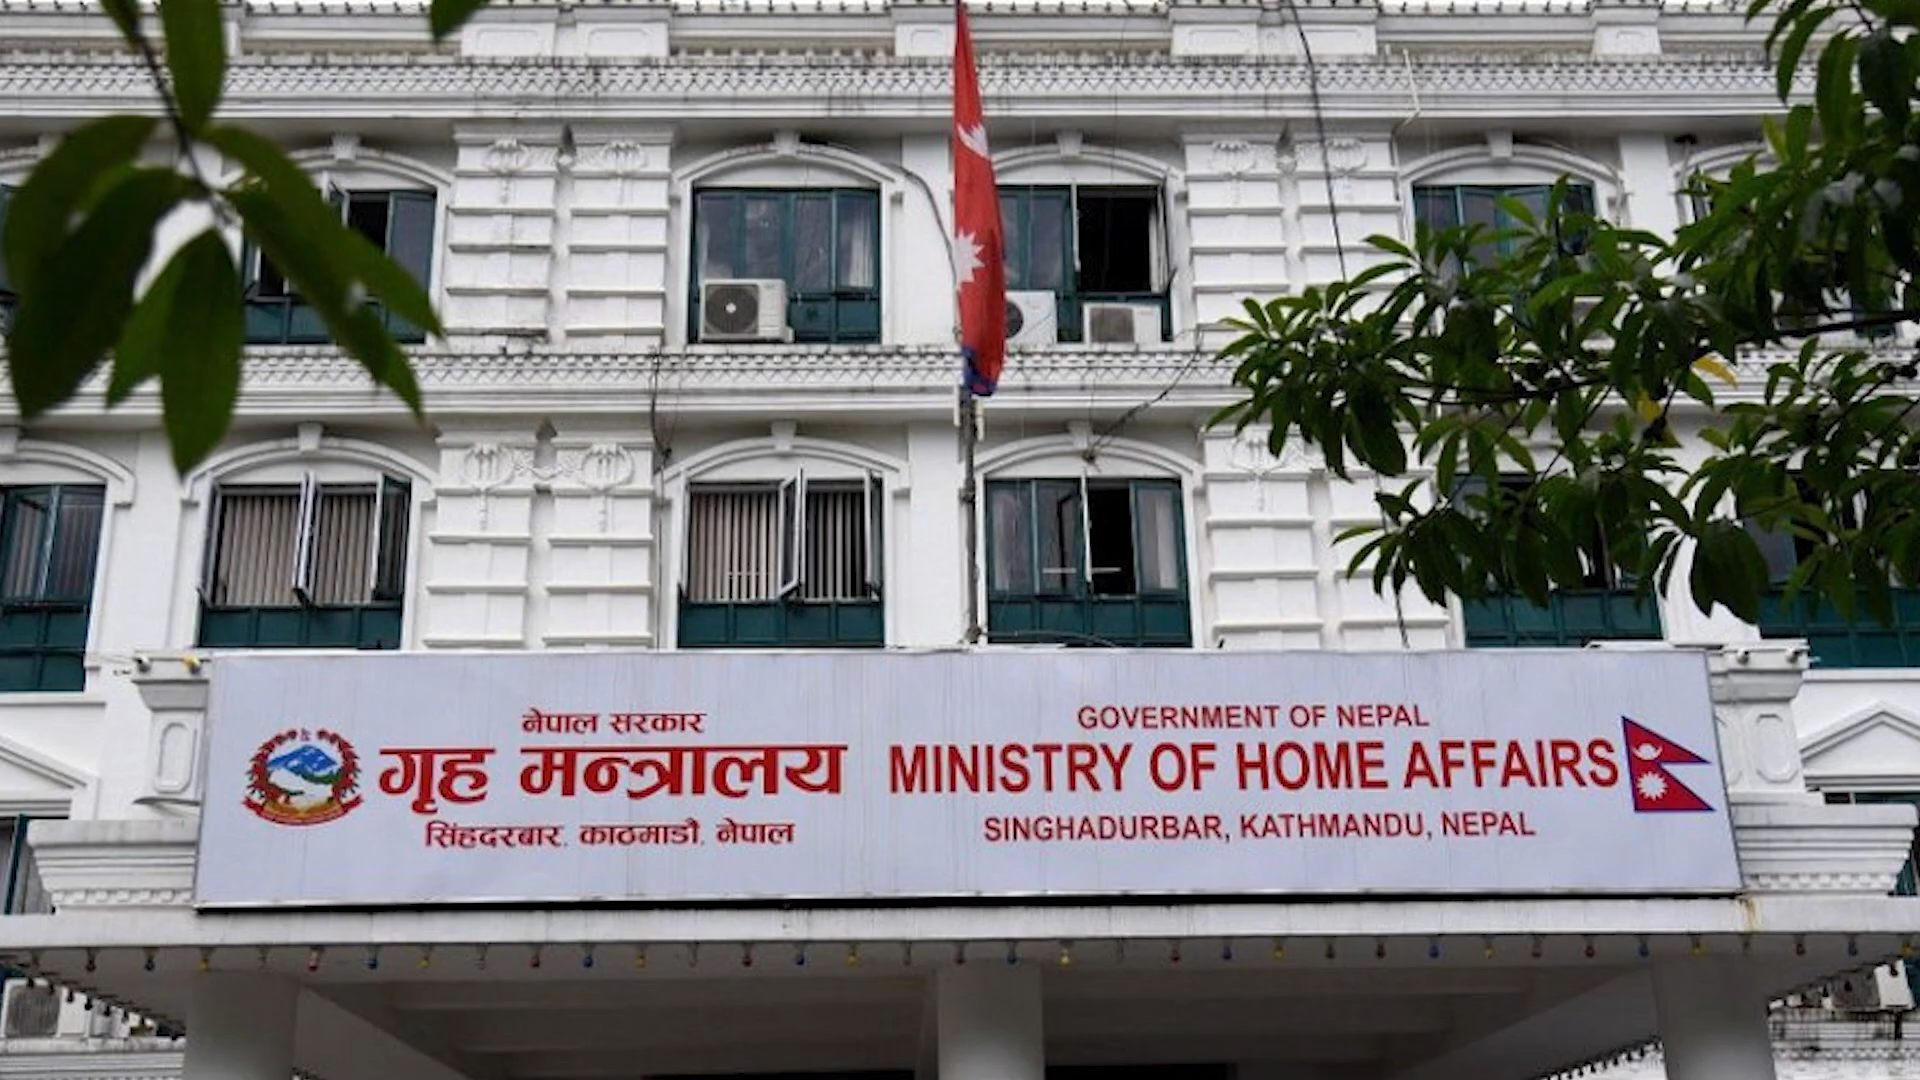 नेपाल सरकार
गृह मन्त्रालय
सिंहदरबार, काठमाडौं, नेपाल
GOVERNMENT OF NEPAL
MINISTRY OF HOME AFFAIRS
SINGHADURBAR, KATHMANDU, NEPAL